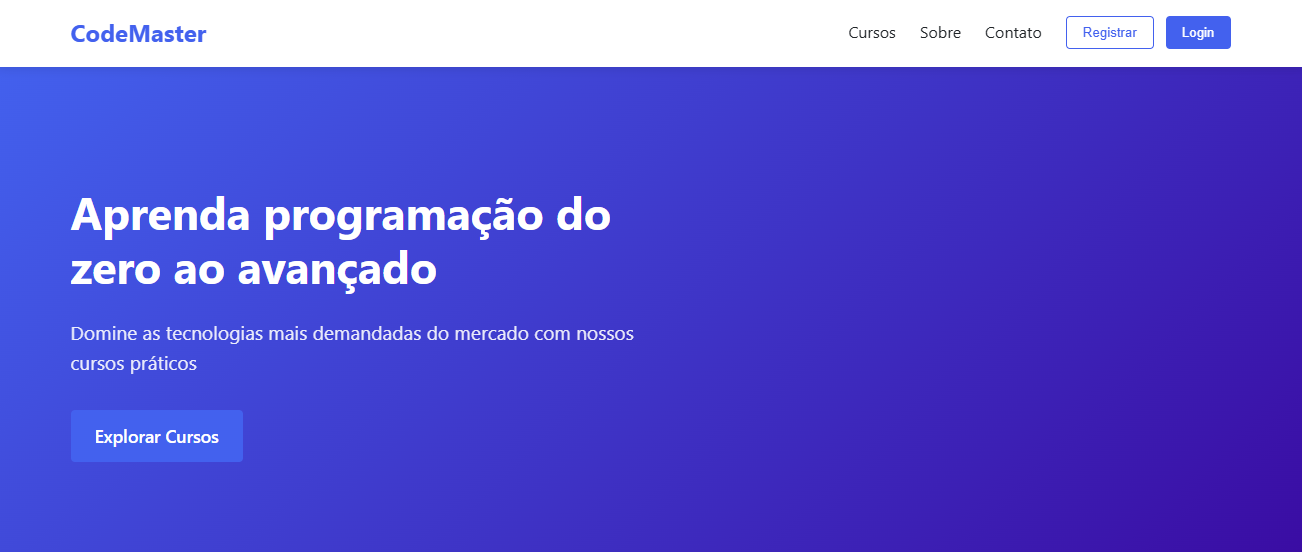 CodeMaster
Cursos Sobre Contato Registrar Login
Aprenda programação do
zero ao avançado
Domine as tecnologias mais demandadas do mercado com nossos
cursos práticos
Explorar Cursos